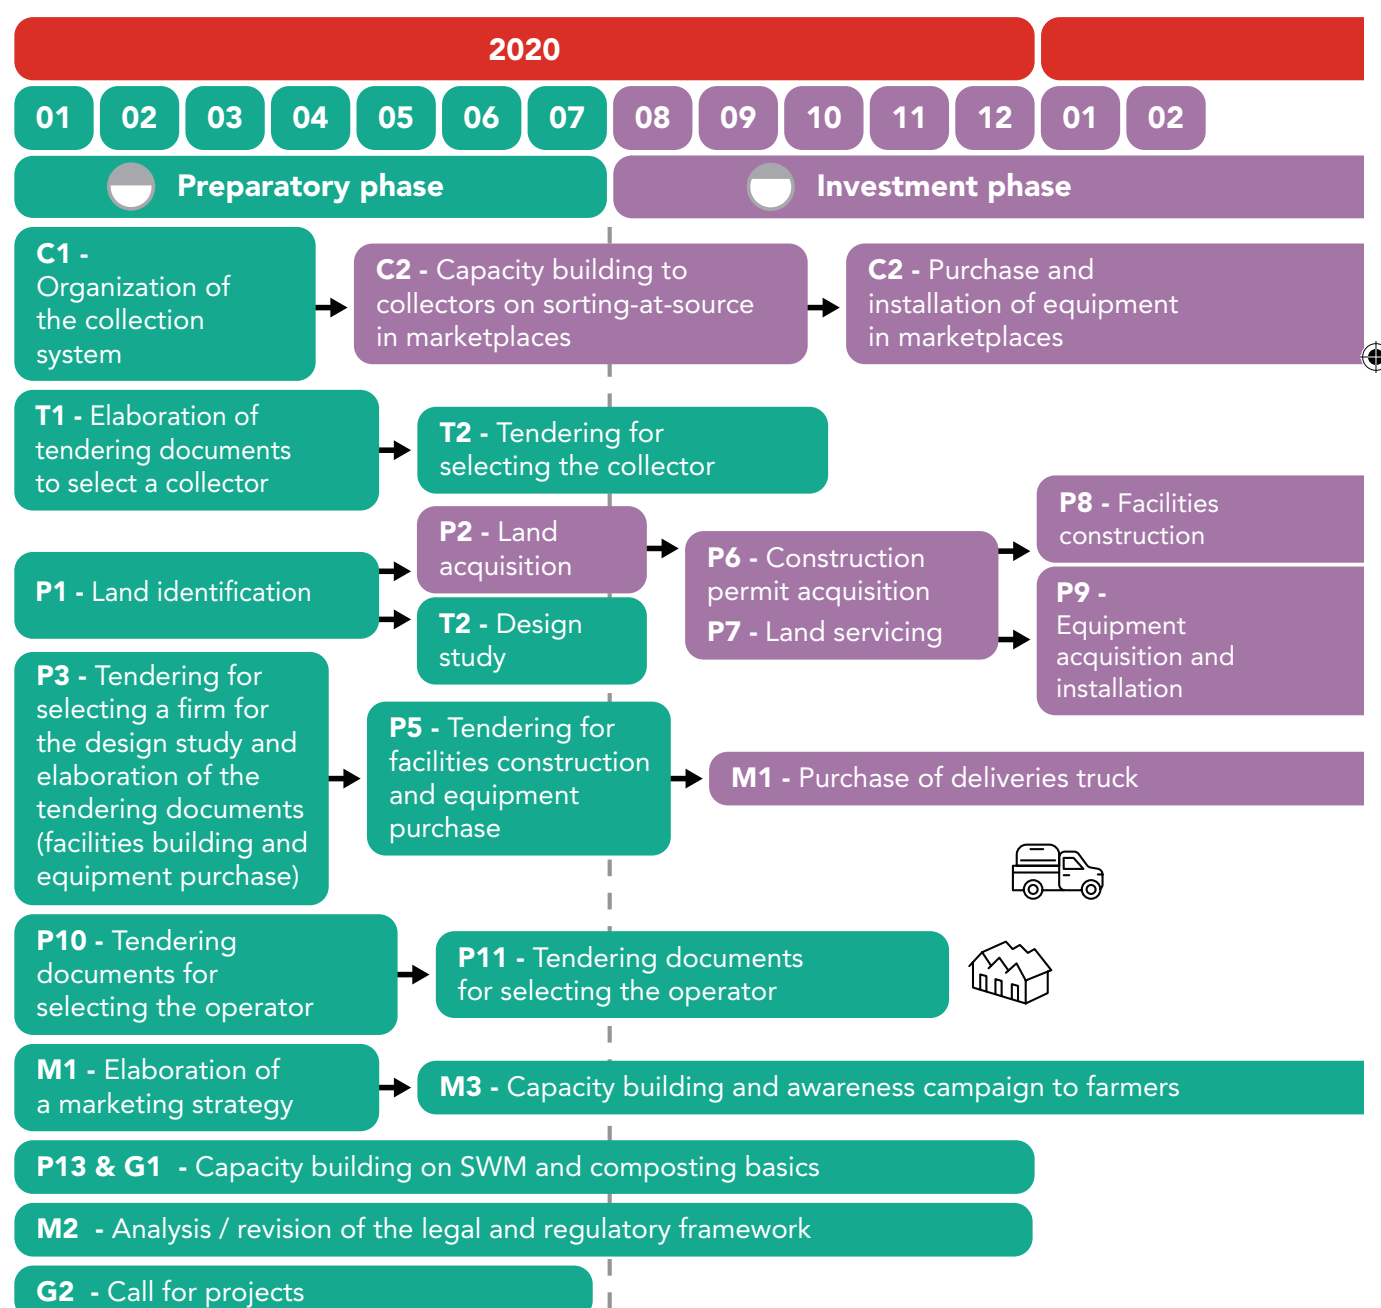 2020
01 02 03 04 05 06 07 08 09 10 11 12 01 02
Preparatory phase
Investment phase
C1 -
Organization of
the collection
system
C2 - Capacity building to
collectors on sorting-at-source
in marketplaces
C2 - Purchase and
installation of equipment
in marketplaces
T1 - Elaboration of
tendering documents
to select a collector
T2 - Tendering for
selecting the collector
P1 - Land identification
P2 - Land
acquisition
T2 - Design
study
P6 - Construction
permit acquisition
P7 - Land servicing
P8 - Facilities
construction
P9 -
Equipment
acquisition and
installation
P3 - Tendering for
selecting a firm for
the design study and
elaboration of the
tendering documents
(facilities building and
equipment purchase)
P5 - Tendering for
facilities construction
and equipment
purchase
M1 - Purchase of deliveries truck
P10 - Tendering
documents for
selecting the operator
P11 - Tendering documents
for selecting the operator
M1 - Elaboration of
a marketing strategy
M3 - Capacity building and awareness campaign to farmers
P13 & G1 - Capacity building on SWM and composting basics
M2 - Analysis / revision of the legal and regulatory framework
G2 - Call for projects